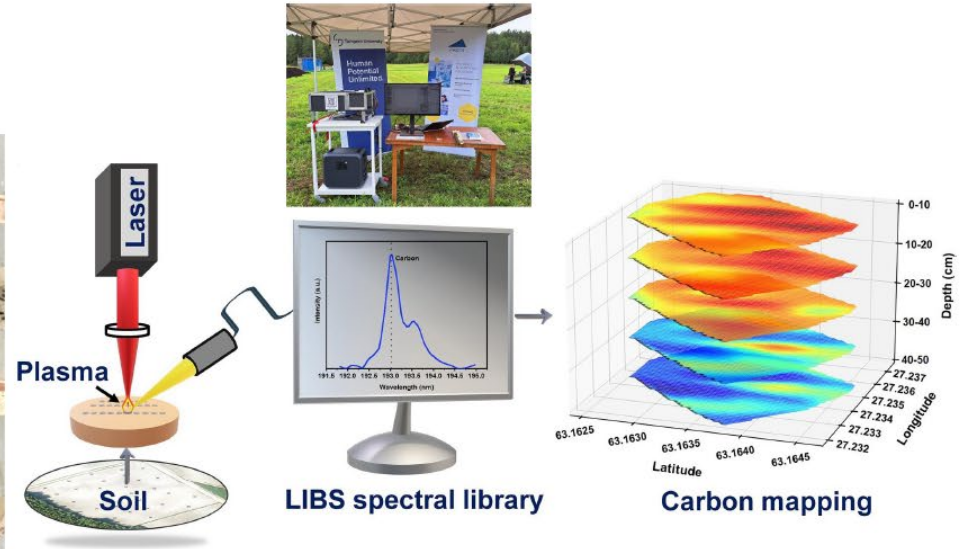 Tampere University
Human
Potential
Unlimited.
Laser
Plasma
Soil
Carbon
Intensity (a.u.)
191.5 192.0 192.5 193.0 193.5 194.0 194.5 195.0
Wavelength (nm)
LIBS spectral library
0-10
10-20
20-30
30-40
40-50
Depth (cm)
27.237
27.236
27.235
27.234
27.233
27.232
Longitude
63.1625
63.1630
63.1635
63.1640
63.1645
Latitude
Carbon mapping